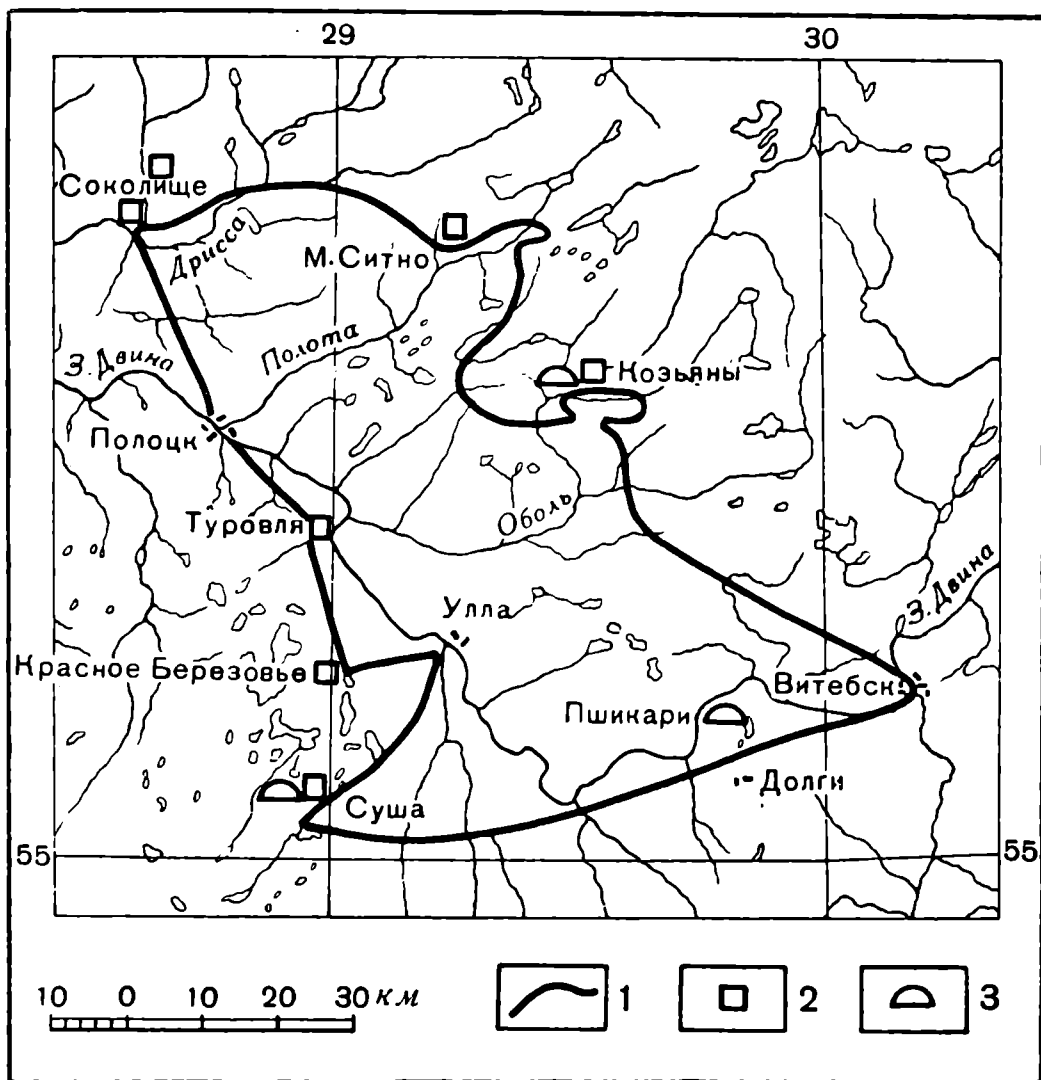 29 30
Соколище
Дрисса
М.Ситно
З.Двина
Полота
Козьяны
Полоцк
Туровля
Оболь
З.Двина
Улла
Красное Березовье
Витебск
Пшикари
Долги
Суша
55 55
10 0 10 20 30 км 1 2 3